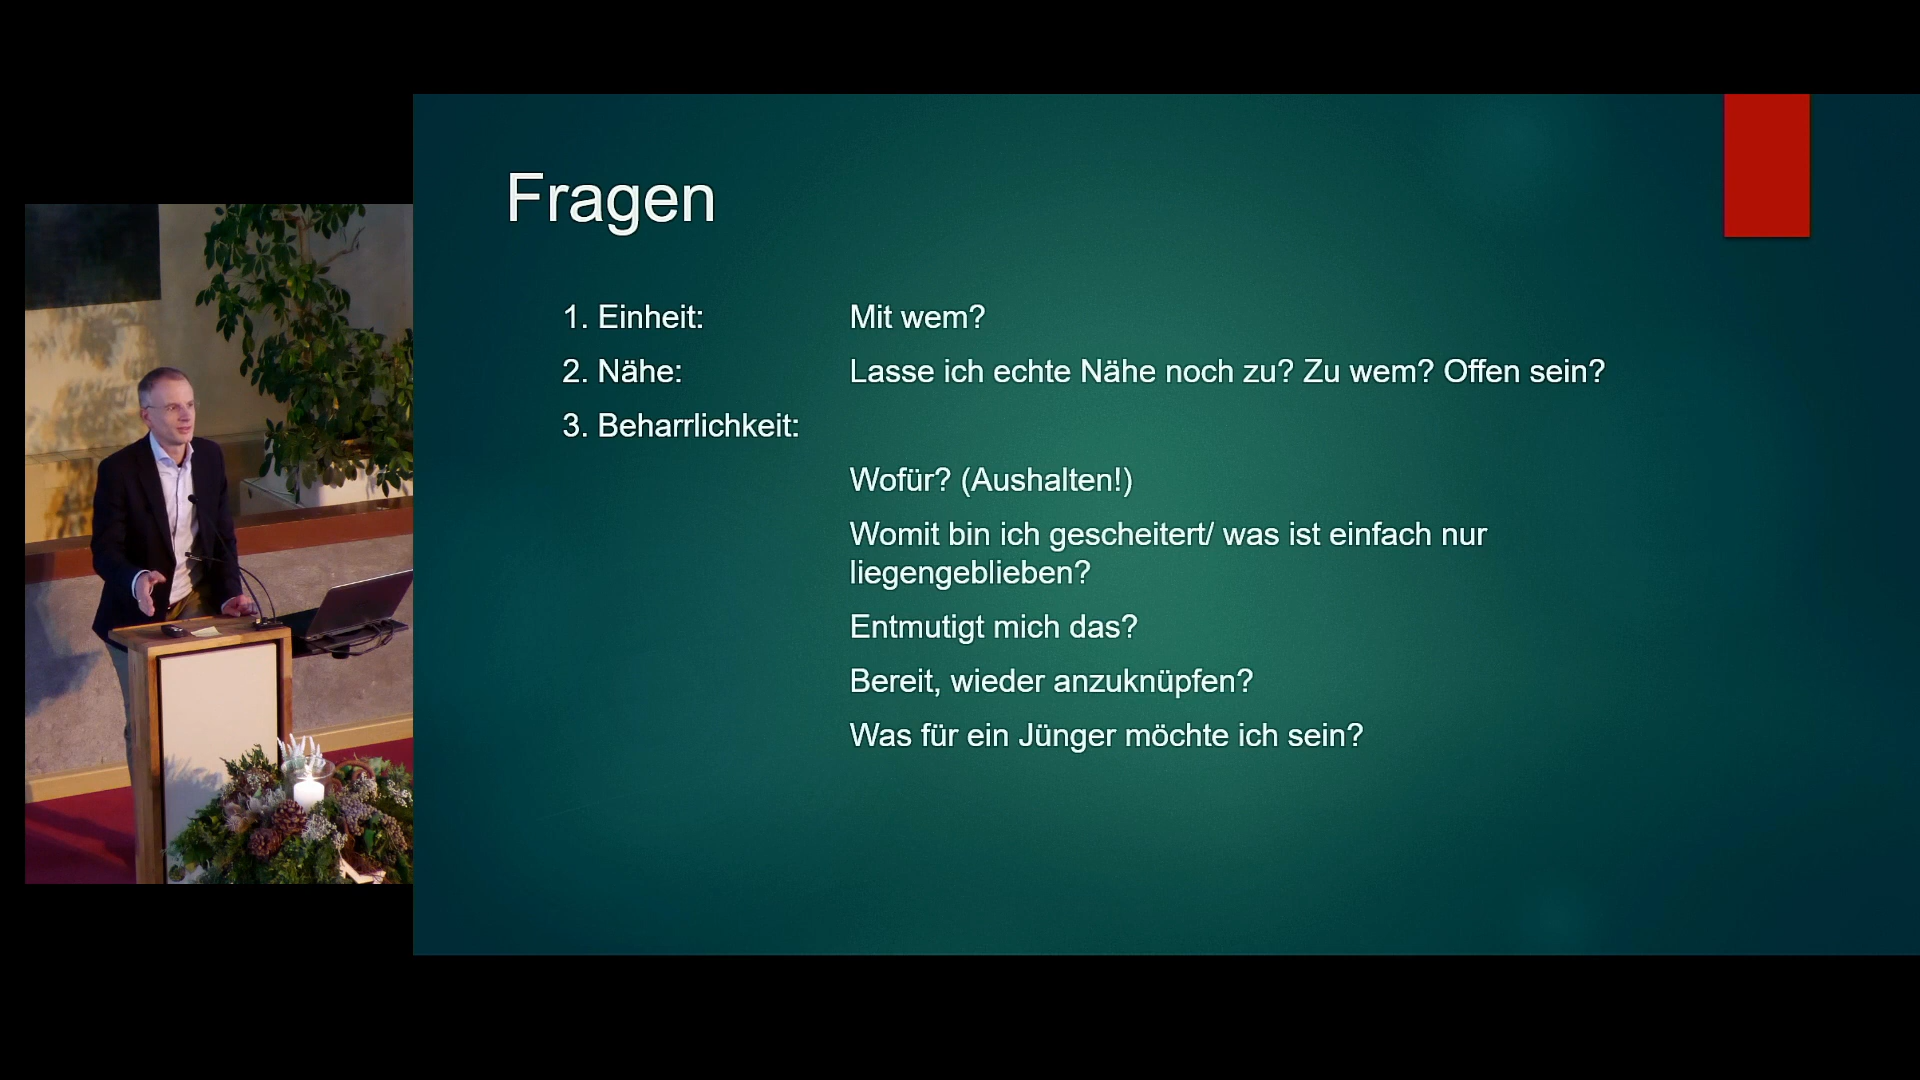 Fragen
1. Einheit: Mit wem?
2. Nähe: Lasse ich echte Nähe noch zu? Zu wem? Offen sein?
3. Beharrlichkeit:
Wofür? (Aushalten!)
Womit bin ich gescheitert/ was ist einfach nur
liegengeblieben?
Entmutigt mich das?
Bereit, wieder anzuknüpfen?
Was für ein Jünger möchte ich sein?